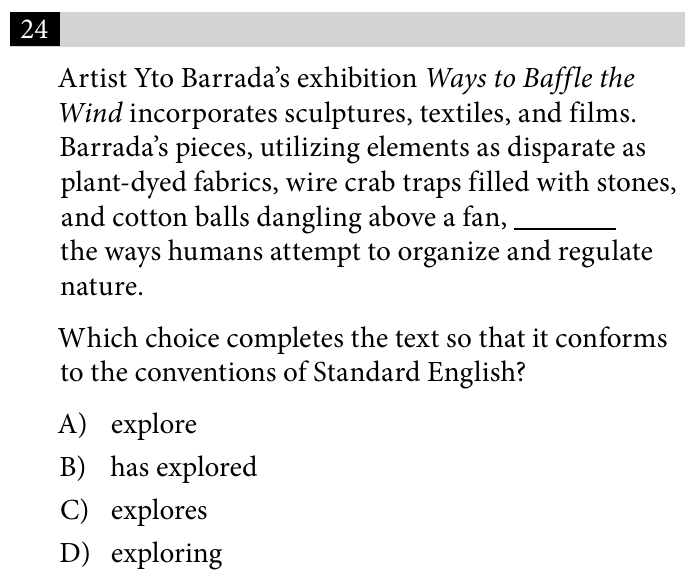 24
Artist Yto Barrada’s exhibition Ways to Baffle the
Wind incorporates sculptures, textiles, and films.
Barrada’s pieces, utilizing elements as disparate as
plant-dyed fabrics, wire crab traps filled with stones,
and cotton balls dangling above a fan, ________
the ways humans attempt to organize and regulate
nature.
Which choice completes the text so that it conforms
to the conventions of Standard English?
A) explore
B) has explored
C) explores
D) exploring